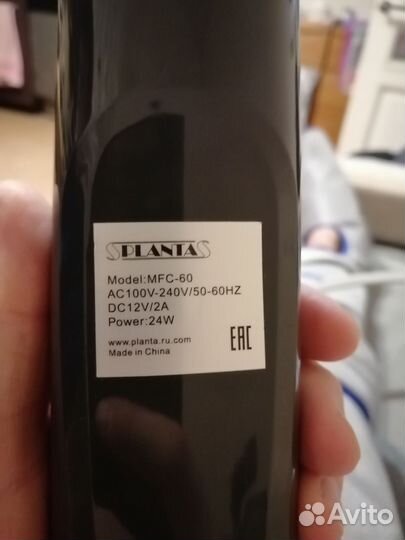 PLANTA
Model:MFC-60
AC100V-240V/50-60HZ
DC12V/2A
Power:24W
www.planta.ru.com
Made in China
EAC
Avito